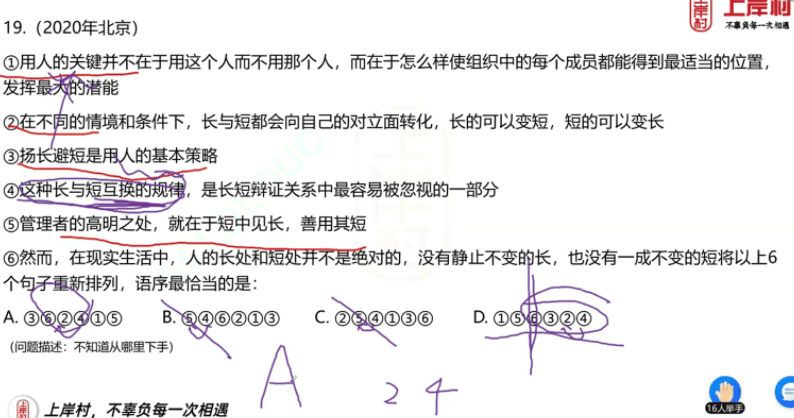 上岸村
不辜负每一次相遇
19.（2020年北京）
①用人的关键并不在于用这个人而不用那个人，而在于怎么样使组织中的每个成员都能得到最适当的位置，
发挥最大的潜能
②在不同的情境和条件下，长与短都会向自己的对立面转化，长的可以变短，短的可以变长
③扬长避短是用人的基本策略
④这种长与短互换的规律，是长短辩证关系中最容易被忽视的一部分
⑤管理者的高明之处，就在于短中见长，善用其短
⑥然而，在现实生活中，人的长处和短处并不是绝对的，没有静止不变的长，也没有一成不变的短将以上6
个句子重新排列，语序最恰当的是：
A. ③⑥②④①⑤ B. ⑤④⑥②①③ C. ②⑤④①③⑥ D. ①⑤⑥③②④
（问题描述：不知道从哪里下手）
A 2 4
上岸村，不辜负每一次相遇
16人举手